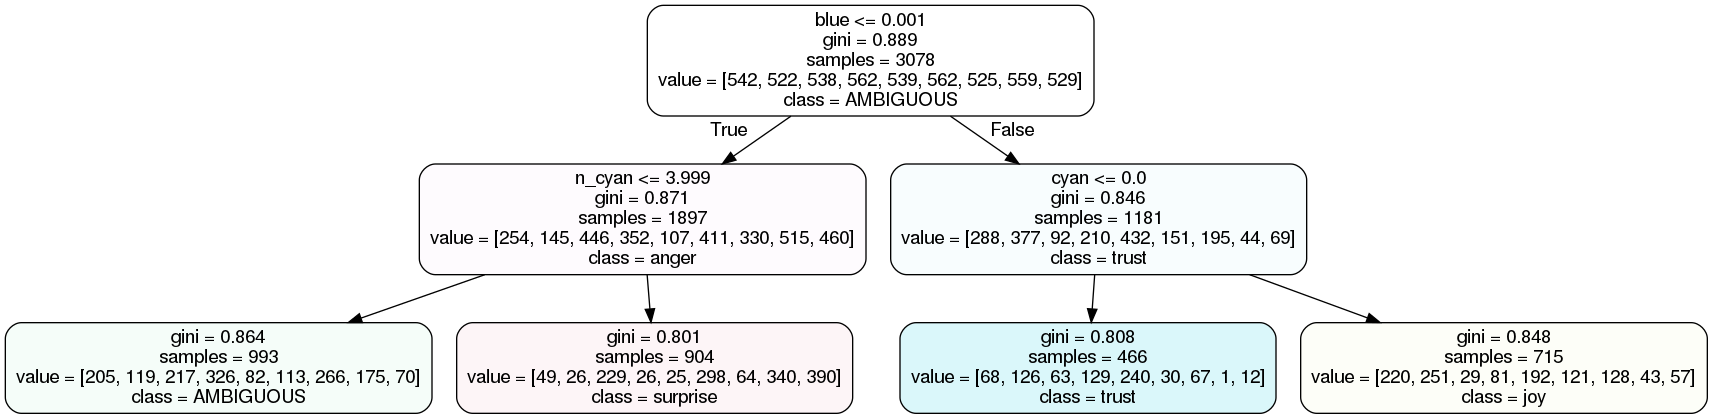 blue <= 0.001
gini = 0.889
samples = 3078
value = [542, 522, 538, 562, 539, 562, 525, 559, 529]
class = AMBIGUOUS
True
False
n_cyan <= 3.999
gini = 0.871
samples = 1897
value = [254, 145, 446, 352, 107, 411, 330, 515, 460]
class = anger
cyan <= 0.0
gini = 0.846
samples = 1181
value = [288, 377, 92, 210, 432, 151, 195, 44, 69]
class = trust
gini = 0.864
samples = 993
value = [205, 119, 217, 326, 82, 113, 266, 175, 70]
class = AMBIGUOUS
gini = 0.801
samples = 904
value = [49, 26, 229, 26, 25, 298, 64, 340, 390]
class = surprise
gini = 0.808
samples = 466
value = [68, 126, 63, 129, 240, 30, 67, 1, 12]
class = trust
gini = 0.848
samples = 715
value = [220, 251, 29, 81, 192, 121, 128, 43, 57]
class = joy